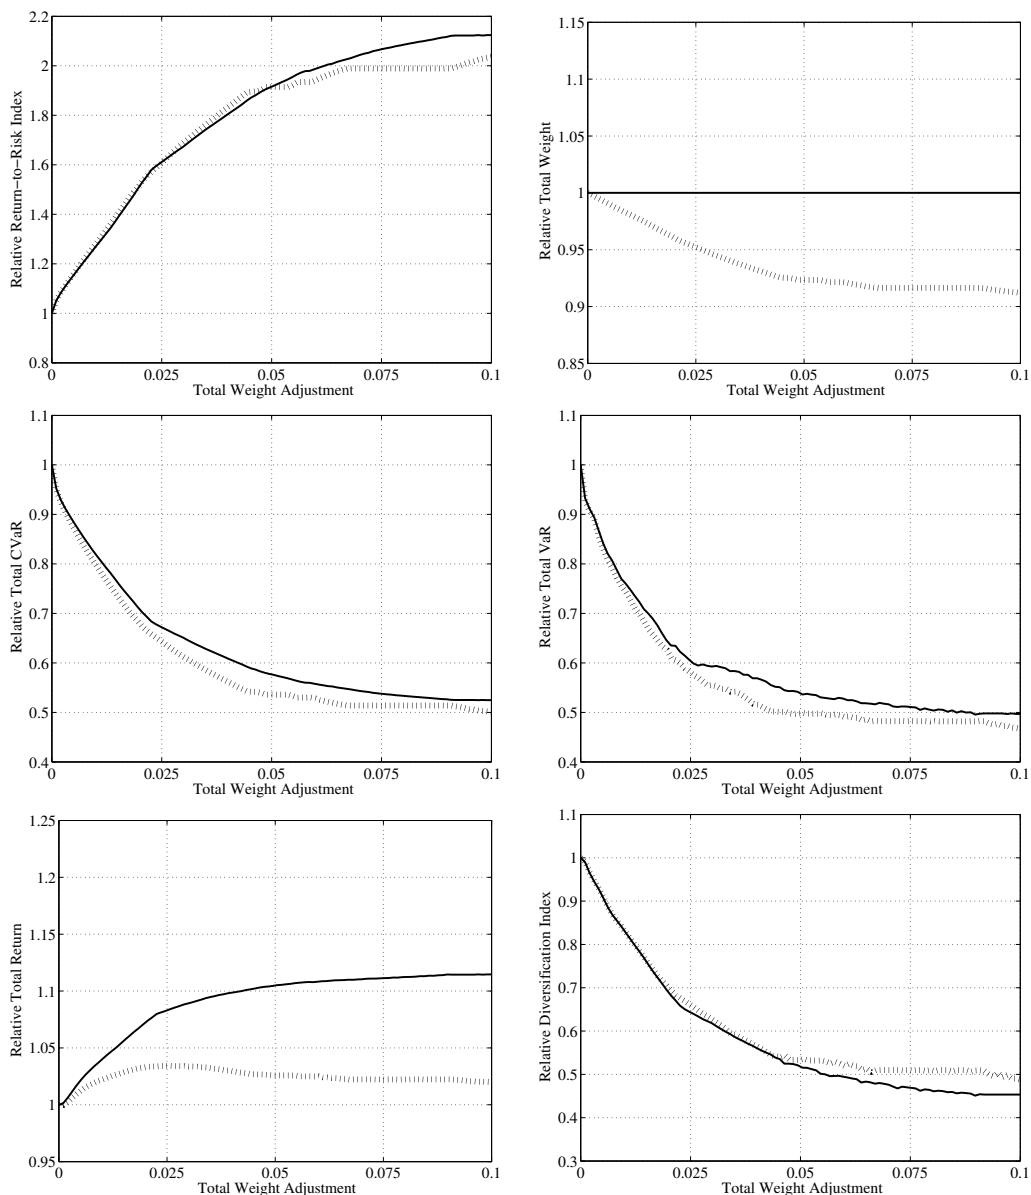 2.2
2
1.8
1.6
1.4
1.2
1
0.8
Relative Return−to−Risk Index
0 0.025 0.05 0.075 0.1
Total Weight Adjustment
1.15
1.1
1.05
1
0.95
0.9
0.85
Relative Total Weight
0 0.025 0.05 0.075 0.1
Total Weight Adjustment
1.1
1
0.9
0.8
0.7
0.6
0.5
0.4
Relative Total CVaR
0 0.025 0.05 0.075 0.1
Total Weight Adjustment
1.1
1
0.9
0.8
0.7
0.6
0.5
0.4
Relative Total VaR
0 0.025 0.05 0.075 0.1
Total Weight Adjustment
1.25
1.2
1.15
1.1
1.05
1
0.95
Relative Total Return
0 0.025 0.05 0.075 0.1
Total Weight Adjustment
1.1
1
0.9
0.8
0.7
0.6
0.5
0.4
0.3
Relative Diversification Index
0 0.025 0.05 0.075 0.1
Total Weight Adjustment